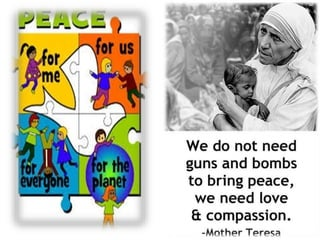 PEACE
for me
for us
for everyone
for the planet
We do not need
guns and bombs
to bring peace,
we need love
& compassion.
-Mother Teresa